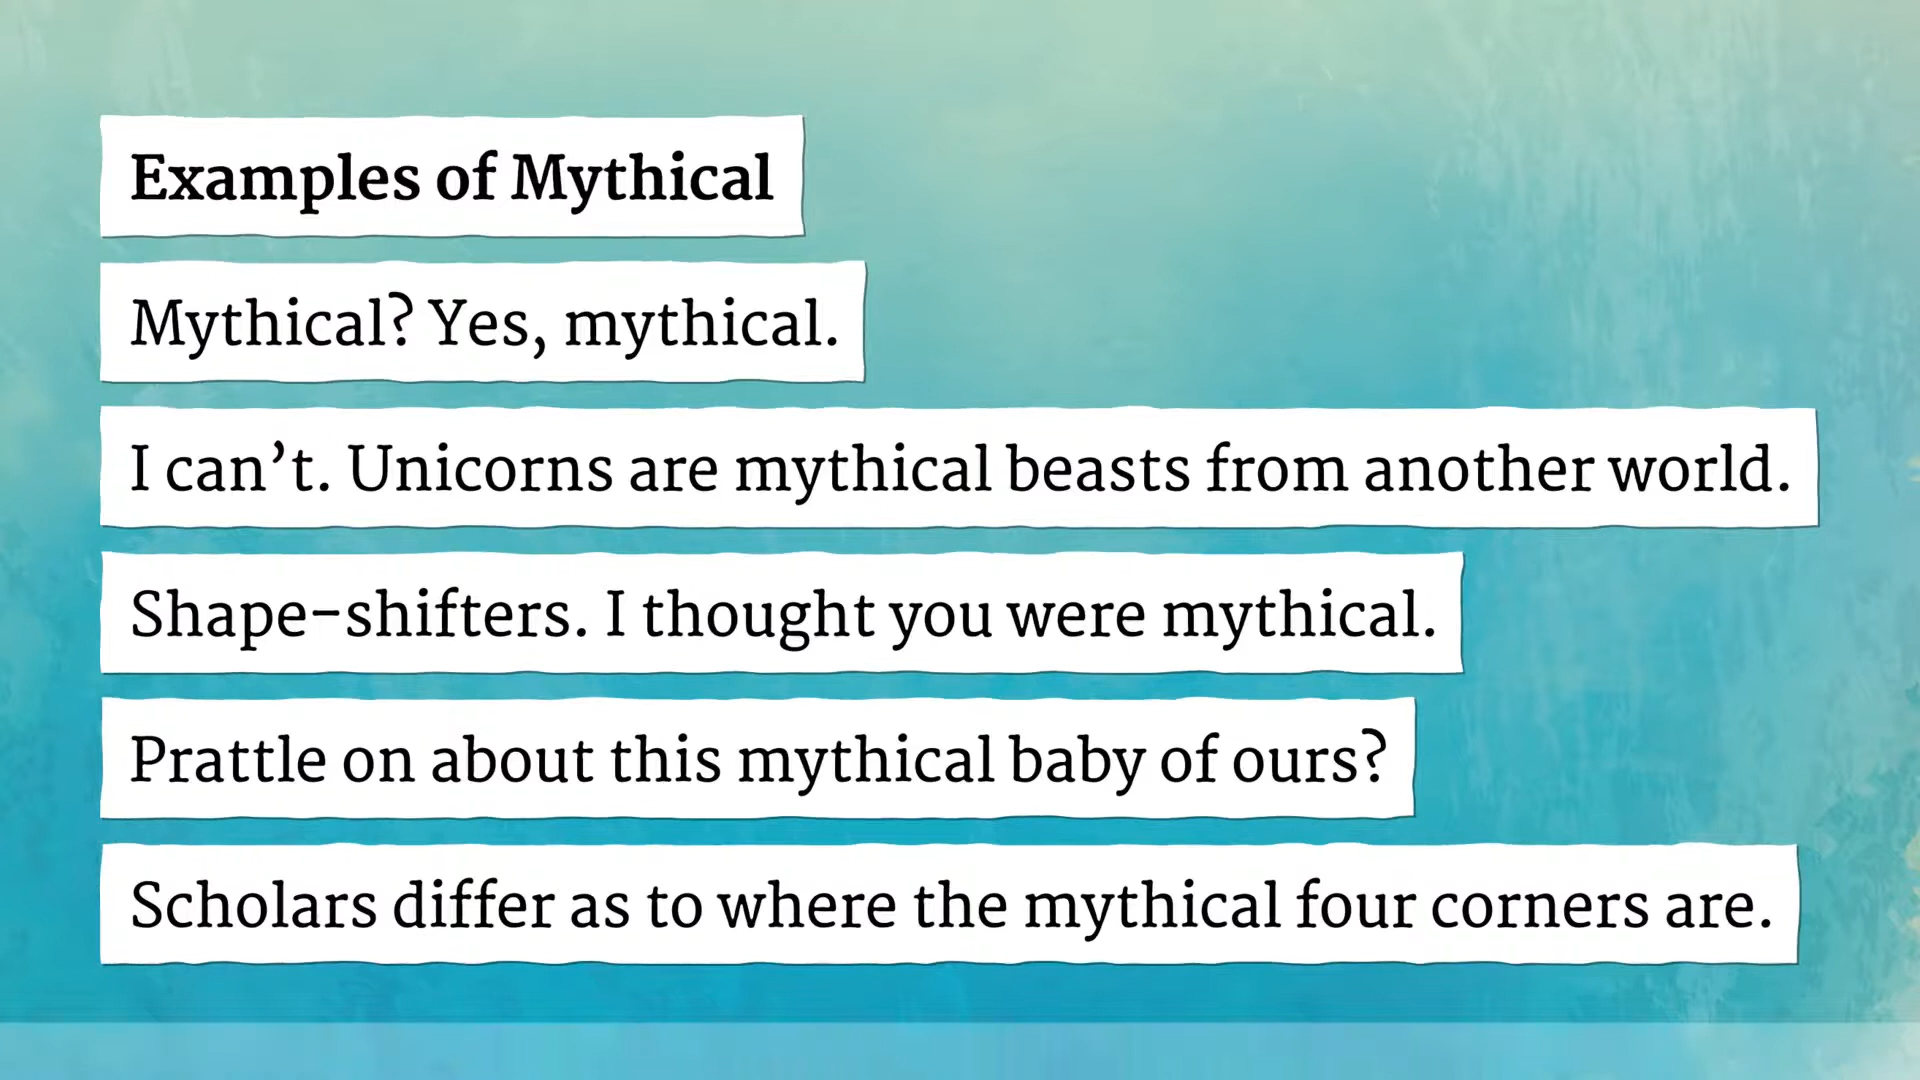 Examples of Mythical
Mythical? Yes, mythical.
I can’t. Unicorns are mythical beasts from another world.
Shape-shifters. I thought you were mythical.
Prattle on about this mythical baby of ours?
Scholars differ as to where the mythical four corners are.